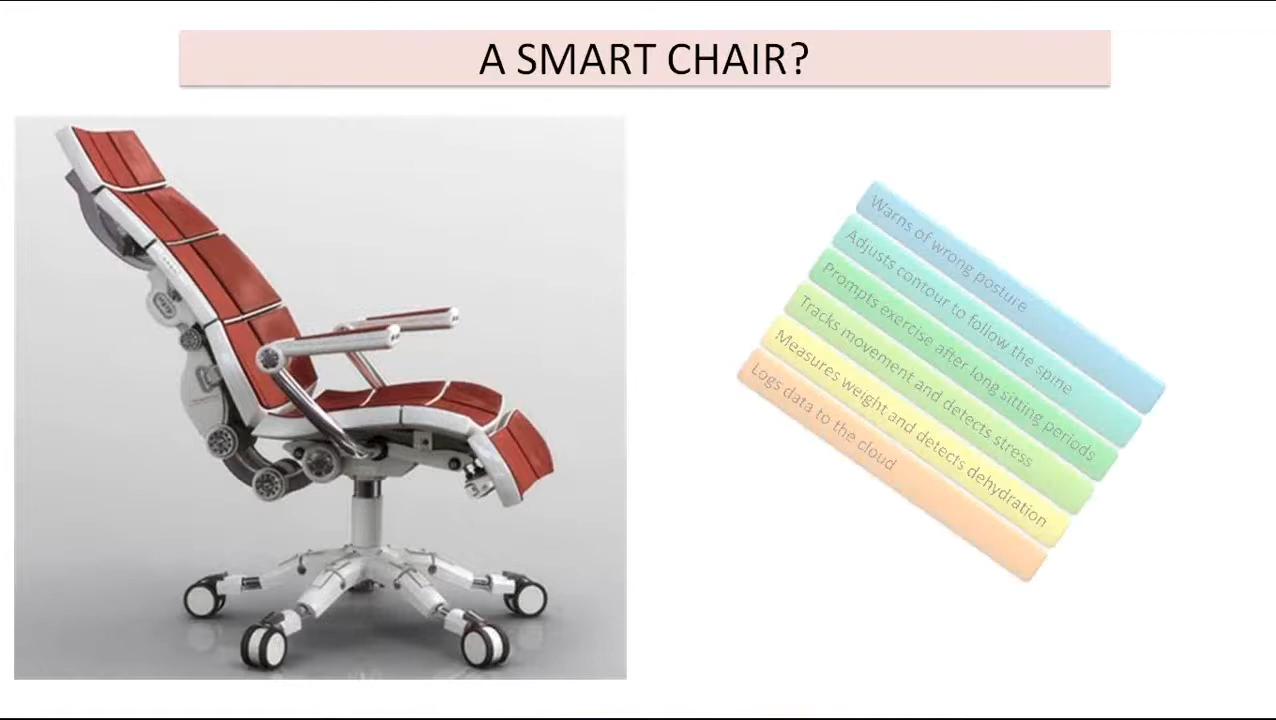 A SMART CHAIR?
Warns of wrong posture
Adjusts contour to follow the spine
Prompts exercise after long sitting periods
Tracks movement and detects stress
Measures weight and detects dehydration
Logs data to the cloud